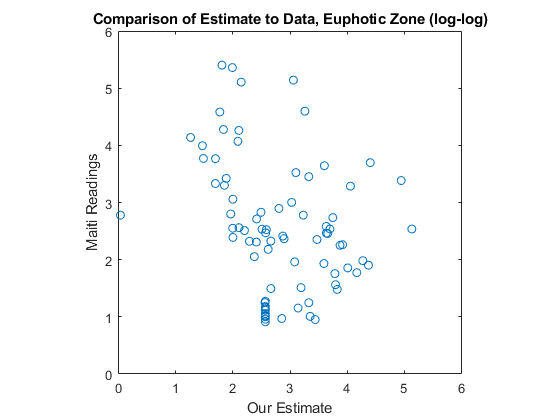 Comparison of Estimate to Data, Euphotic Zone (log-log)
6
5
4
3
2
1
0
Maiti Readings
0 1 2 3 4 5 6
Our Estimate